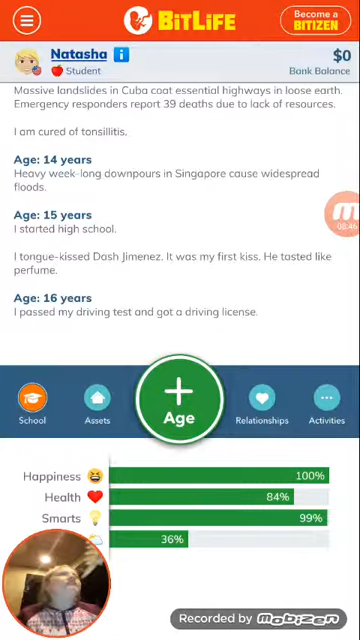 BitLife
Become a
BITIZEN
Natasha i
Student
$0
Bank Balance
Massive landslides in Cuba coat essential highways in loose earth.
Emergency responders report 39 deaths due to lack of resources.
I am cured of tonsillitis.
Age: 14 years
Heavy week-long downpours in Singapore cause widespread
floods.
Age: 15 years
I started high school.
I tongue-kissed Dash Jimenez. It was my first kiss. He tasted like
perfume.
Age: 16 years
I passed my driving test and got a driving license.
School
Assets
+
Age
Relationships
Activities
Happiness 100%
Health 84%
Smarts 99%
36%
Recorded by Mobizen